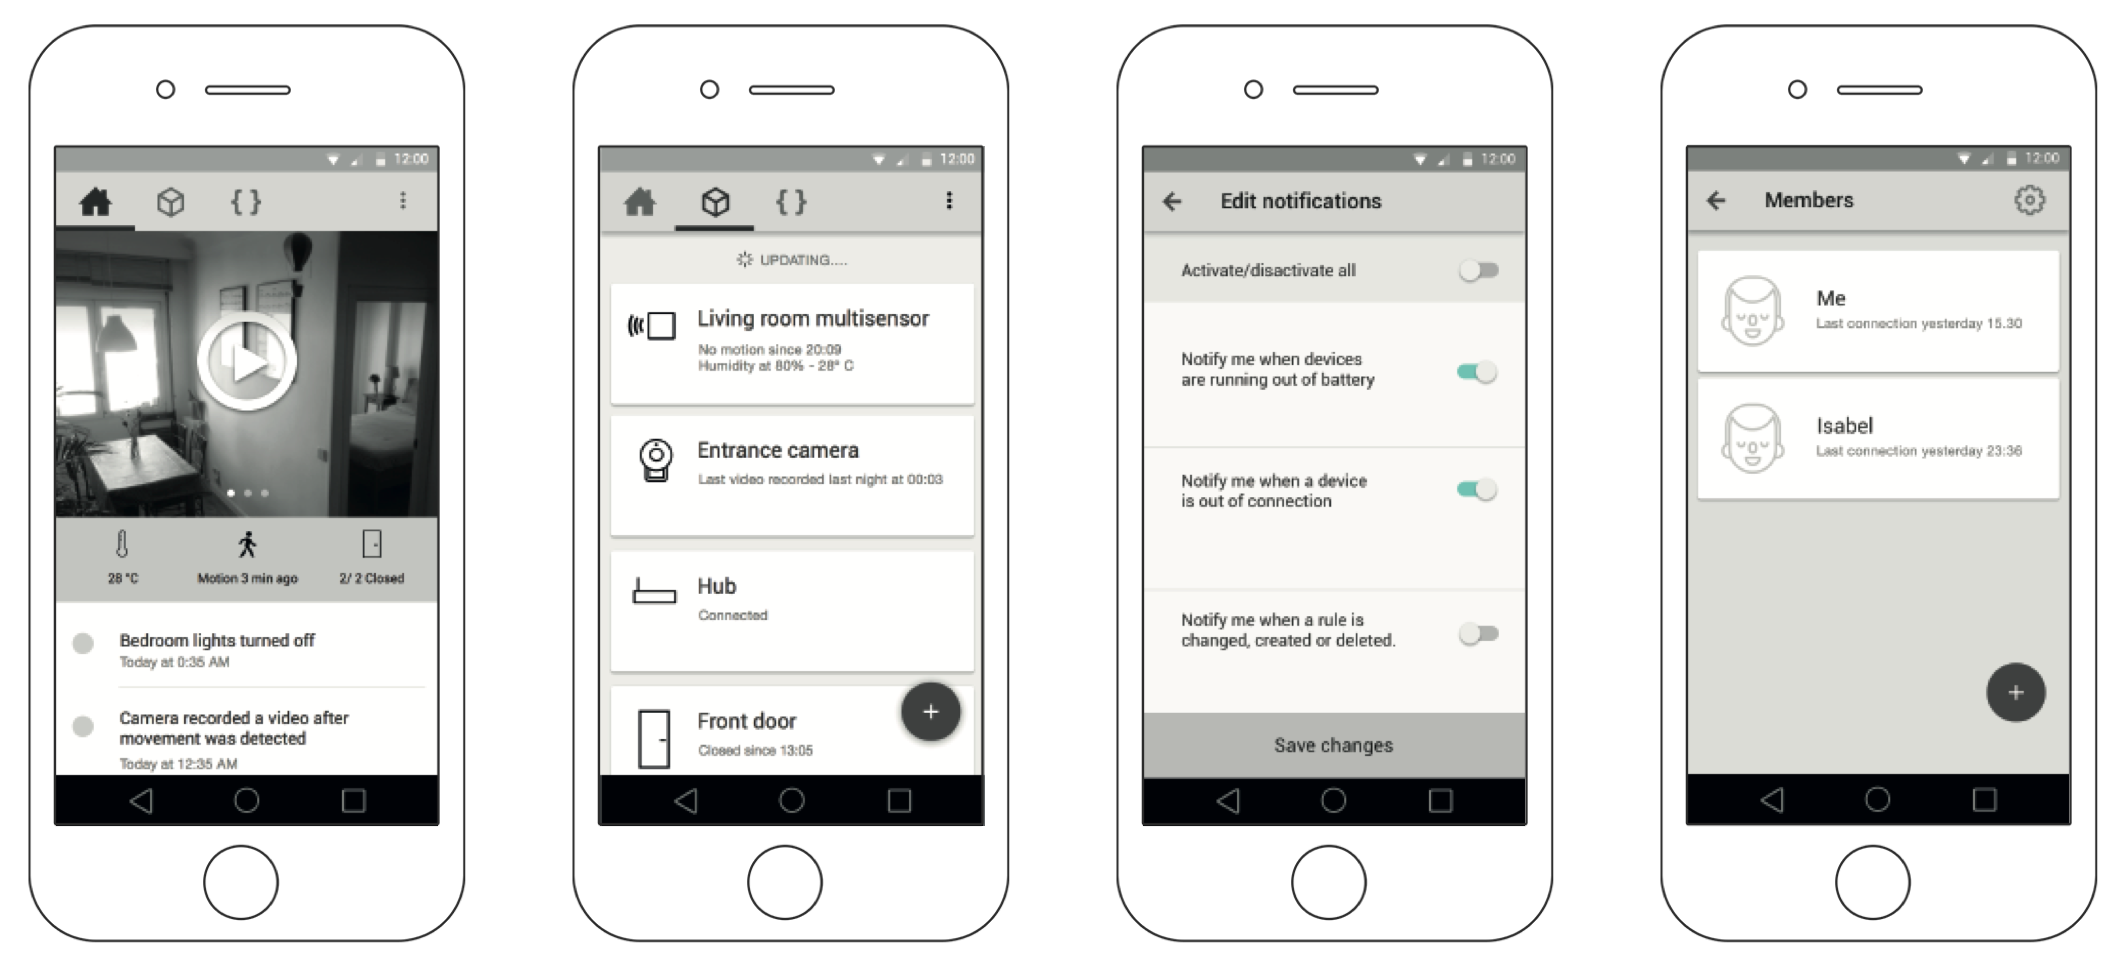 12:00
28 °C
Motion 3 min ago
2/ 2 Closed
Bedroom lights turned off
Today at 0:35 AM
Camera recorded a video after
movement was detected
Today at 12:35 AM
12:00
{ }
UPDATING....
Living room multisensor
No motion since 20:09
Humidity at 80% - 28º C
Entrance camera
Last video recorded last night at 00:03
Hub
Connected
Front door
Closed since 13:05
+
12:00
Edit notifications
Activate/disactivate all
Notify me when devices
are running out of battery
Notify me when a device
is out of connection
Notify me when a rule is
changed, created or deleted.
Save changes
12:00
Members
Me
Last connection yesterday 15.30
Isabel
Last connection yesterday 23:36
+